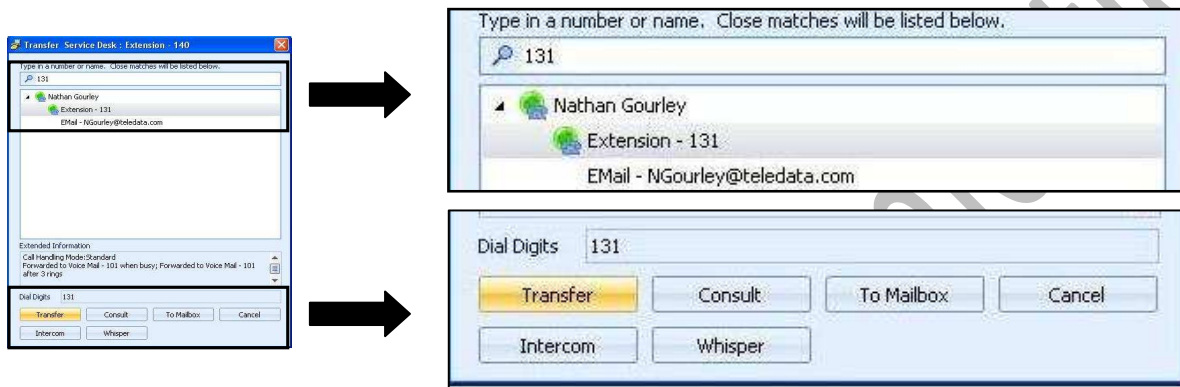 Transfer Service Desk : Extension - 140
Type in a number or name. Close matches will be listed below.
131
Nathan Gourley
Extension - 131
EMail - NGourley@teledata.com
Extended Information
Call Handling Mode:Standard
Forwarded to Voice Mail - 101 when busy; Forwarded to Voice Mail - 101
after 3 rings
Dial Digits 131
Transfer Consult To Mailbox Cancel
Intercom Whisper
Type in a number or name. Close matches will be listed below.
131
Nathan Gourley
Extension - 131
EMail - NGourley@teledata.com
Dial Digits 131
Transfer Consult To Mailbox Cancel
Intercom Whisper